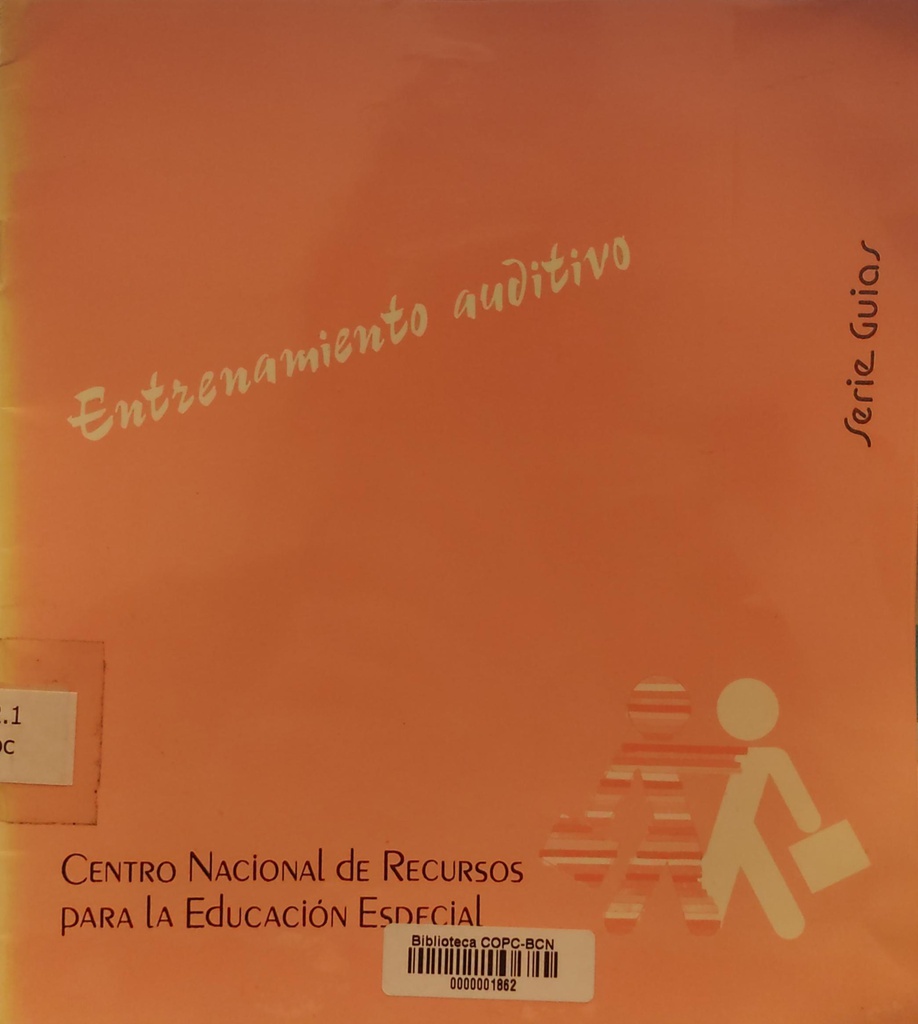 Entrenamiento auditivo
Serie Guias
.1
CENTRO NACIONAL DE RECURSOS
PARA LA EDUCACIÓN ESPECIAL
Biblioteca COPC-BCN
0000001862